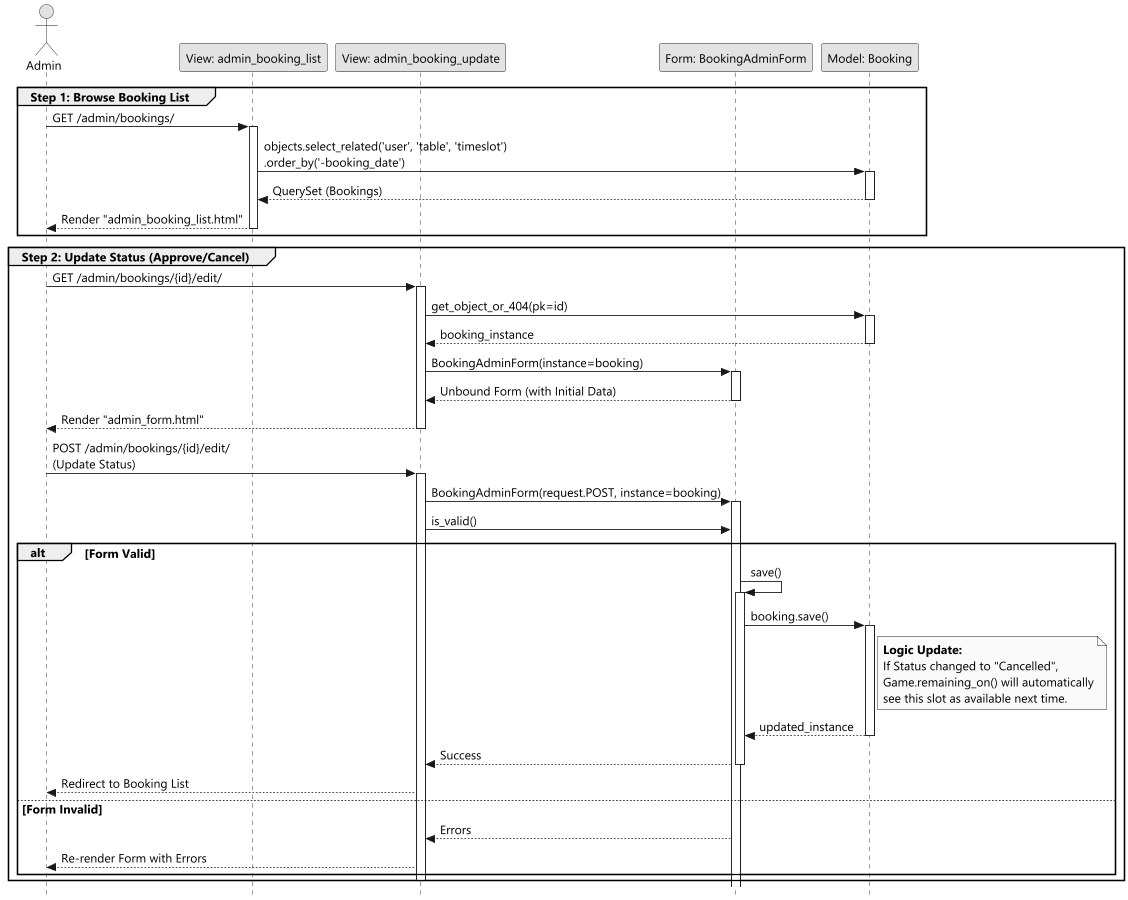 Admin
View: admin_booking_list
View: admin_booking_update
Form: BookingAdminForm
Model: Booking
Step 1: Browse Booking List
GET /admin/bookings/
objects.select_related('user', 'table', 'timeslot')
.order_by('-booking_date')
QuerySet (Bookings)
Render "admin_booking_list.html"
Step 2: Update Status (Approve/Cancel)
GET /admin/bookings/{id}/edit/
get_object_or_404(pk=id)
booking_instance
BookingAdminForm(instance=booking)
Unbound Form (with Initial Data)
Render "admin_form.html"
POST /admin/bookings/{id}/edit/
(Update Status)
BookingAdminForm(request.POST, instance=booking)
is_valid()
alt
[Form Valid]
save()
booking.save()
Logic Update:
If Status changed to "Cancelled",
Game.remaining_on() will automatically
see this slot as available next time.
updated_instance
Success
Redirect to Booking List
[Form Invalid]
Errors
Re-render Form with Errors